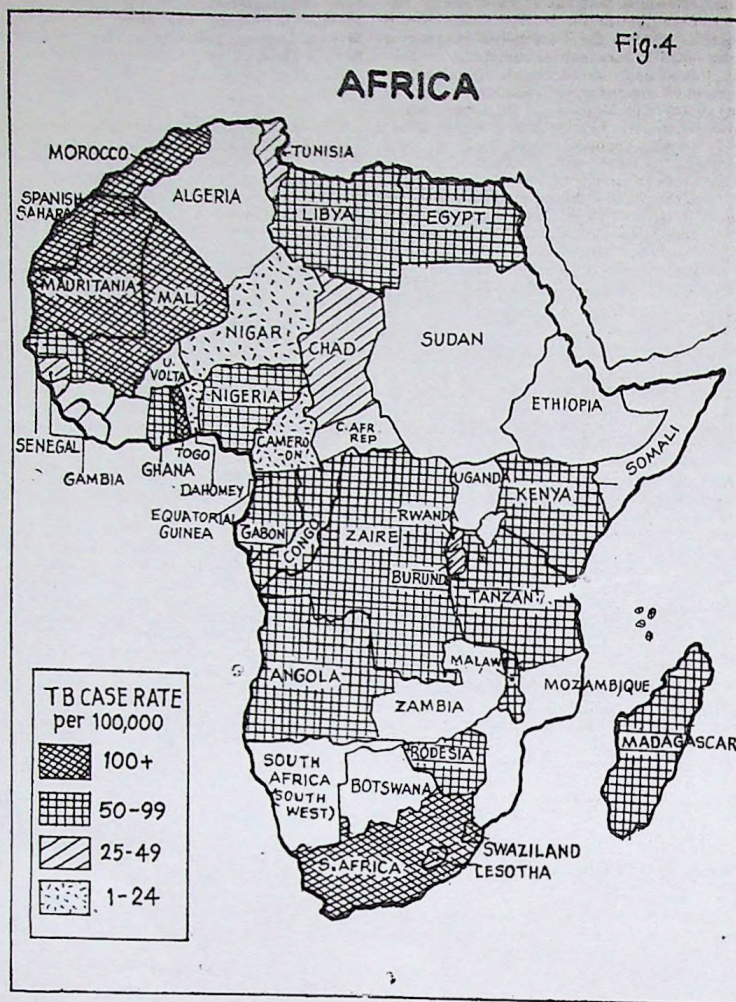 Fig.4
AFRICA
MOROCCO
TUNISIA
ALGERIA
SPANISH
SAHARA
LIBYA
EGYPT
MAURITANIA
MALI
NIGAR
CHAD
SUDAN
U.
VOLTA
NIGERIA
ETHIOPIA
CAMERO
-ON
C.AFR
REP
SOMALI
SENEGAL
GAMBIA
GHANA
TOGO
DAHOMEY
EQUATORIAL
GUINEA
GABON
CONGO
ZAIRE
UGANDA
KENYA
RWANDA
BURUND
TANZAN
ANGOLA
MALAW
ZAMBIA
MOZAMBJQUE
MADAGASCAR
RODESIA
SOUTH
AFRICA
(SOUTH
WEST)
BOTSWANA
S.AFRICA
SWAZILAND
LESOTHA
TB CASE RATE
per 100,000
100+
50-99
25-49
1-24